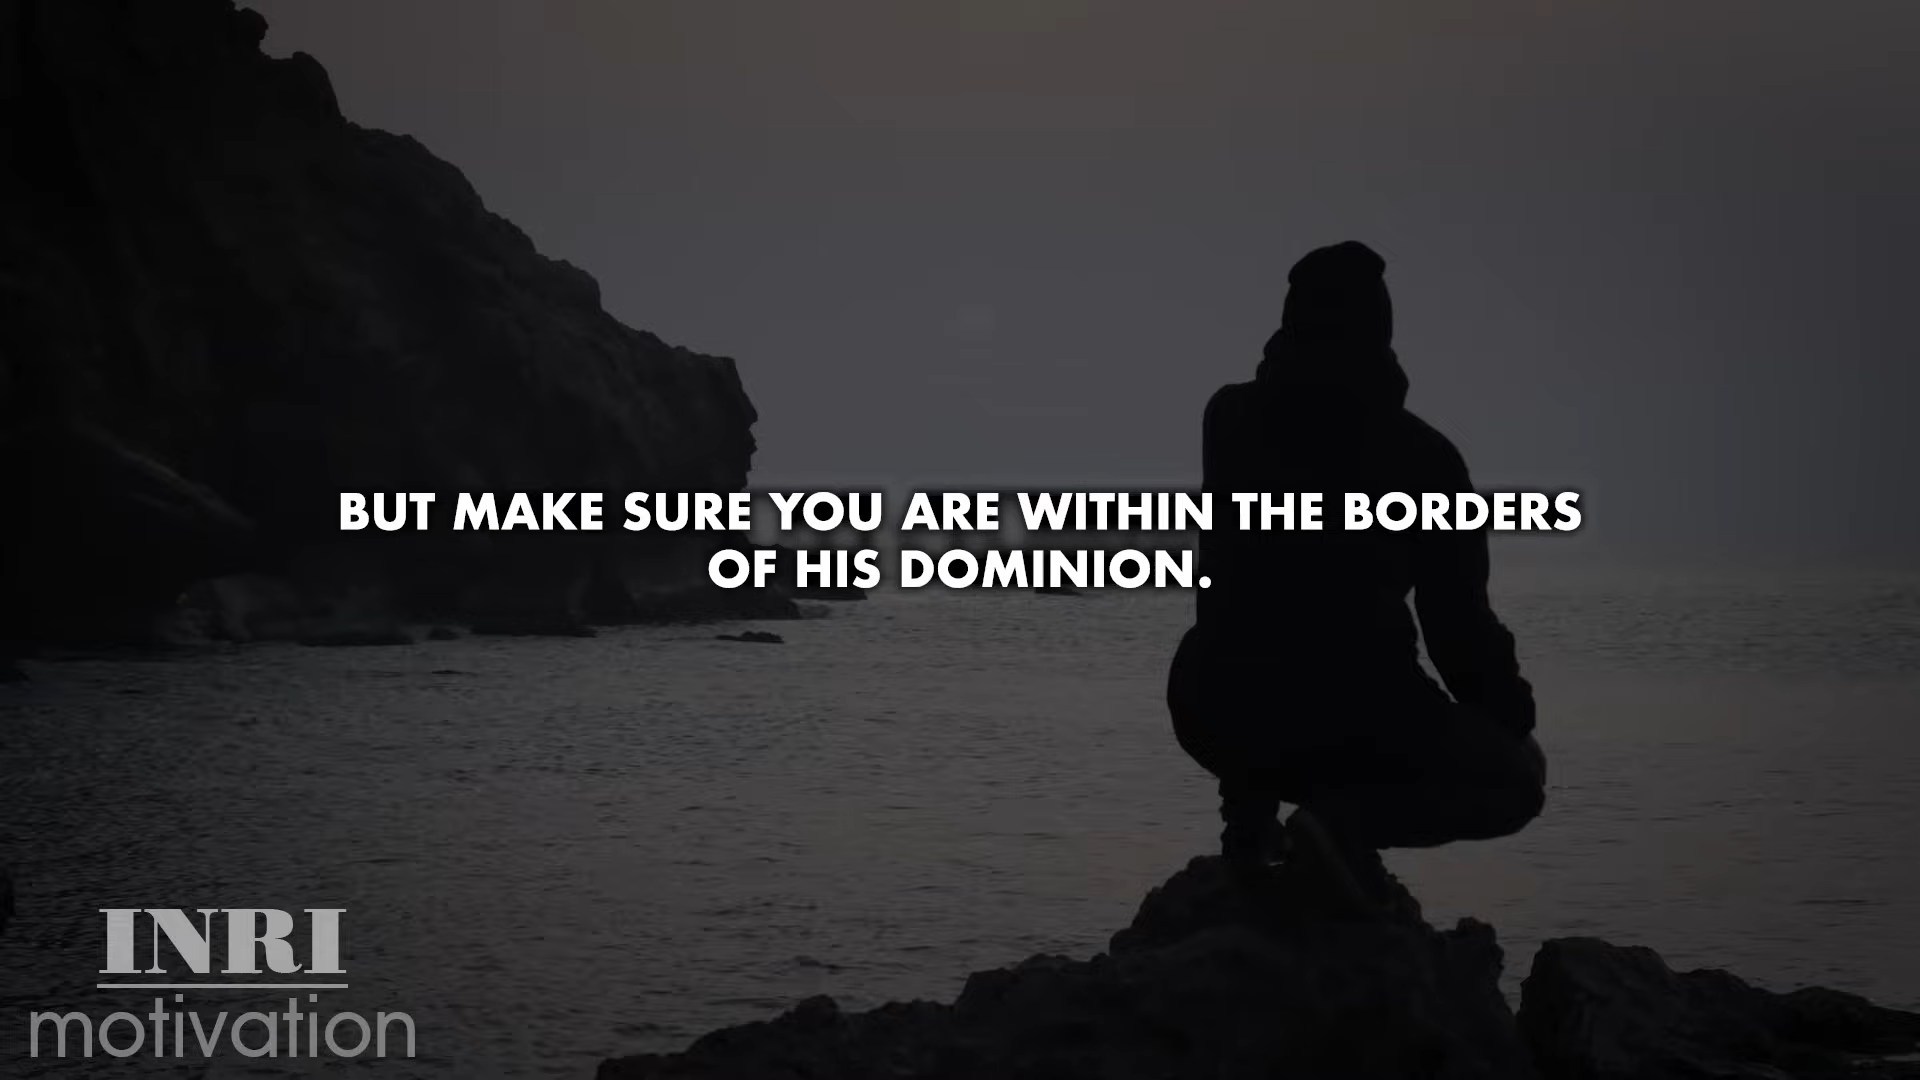 BUT MAKE SURE YOU ARE WITHIN THE BORDERS
OF HIS DOMINION.
INRI
motivation